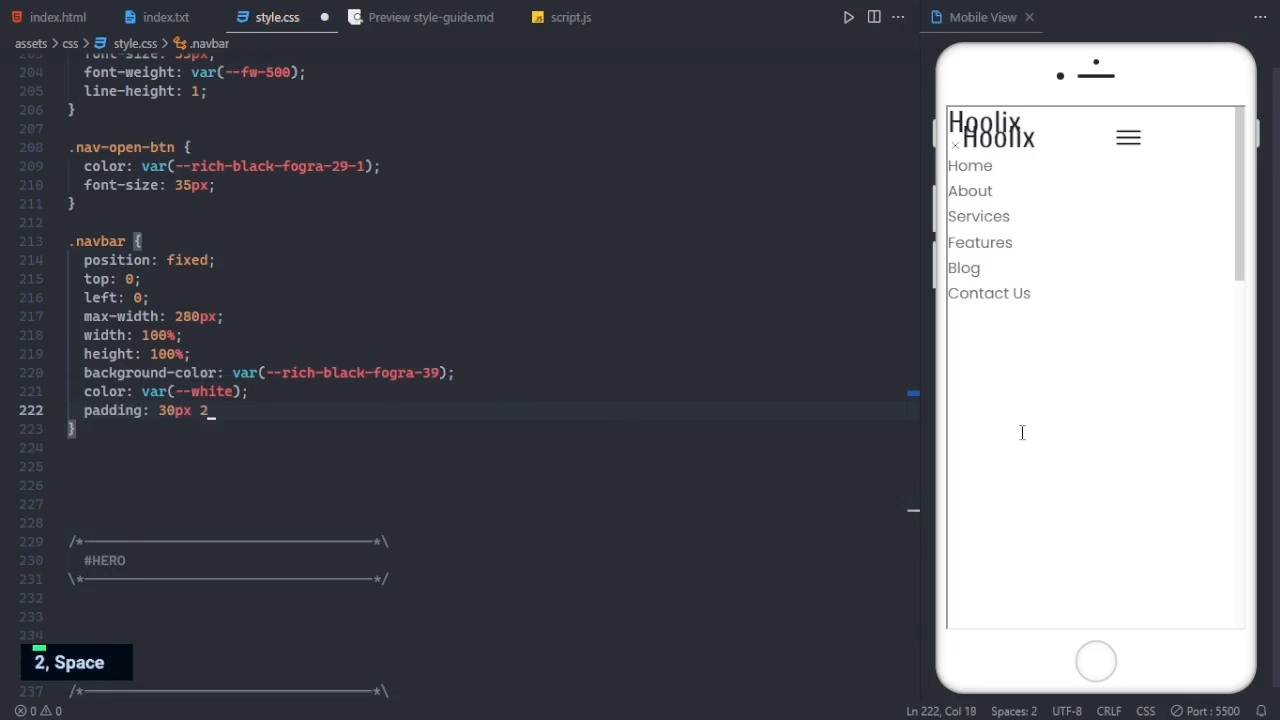 index.html
index.txt
style.css
Preview style-guide.md
script.js
Mobile View
assets > css > style.css > .navbar
203 font-size: 35px;
204 font-weight: var(--fw-500);
205 line-height: 1;
206 }
207
208 .nav-open-btn {
209 color: var(--rich-black-fogra-29-1);
210 font-size: 35px;
211 }
212
213 .navbar {
214 position: fixed;
215 top: 0;
216 left: 0;
217 max-width: 280px;
218 width: 100%;
219 height: 100%;
220 background-color: var(--rich-black-fogra-39);
221 color: var(--white);
222 padding: 30px 2
223 }
224
225
226
227
228
229 /*-----------------------------------*\
230 #HERO
231 \*-----------------------------------*/
232
233
234
237 /*-----------------------------------*\
2, Space
Hoolix
Hoolix
Home
About
Services
Features
Blog
Contact Us
0 0
Ln 222, Col 18
Spaces: 2
UTF-8
CRLF
CSS
Port : 5500